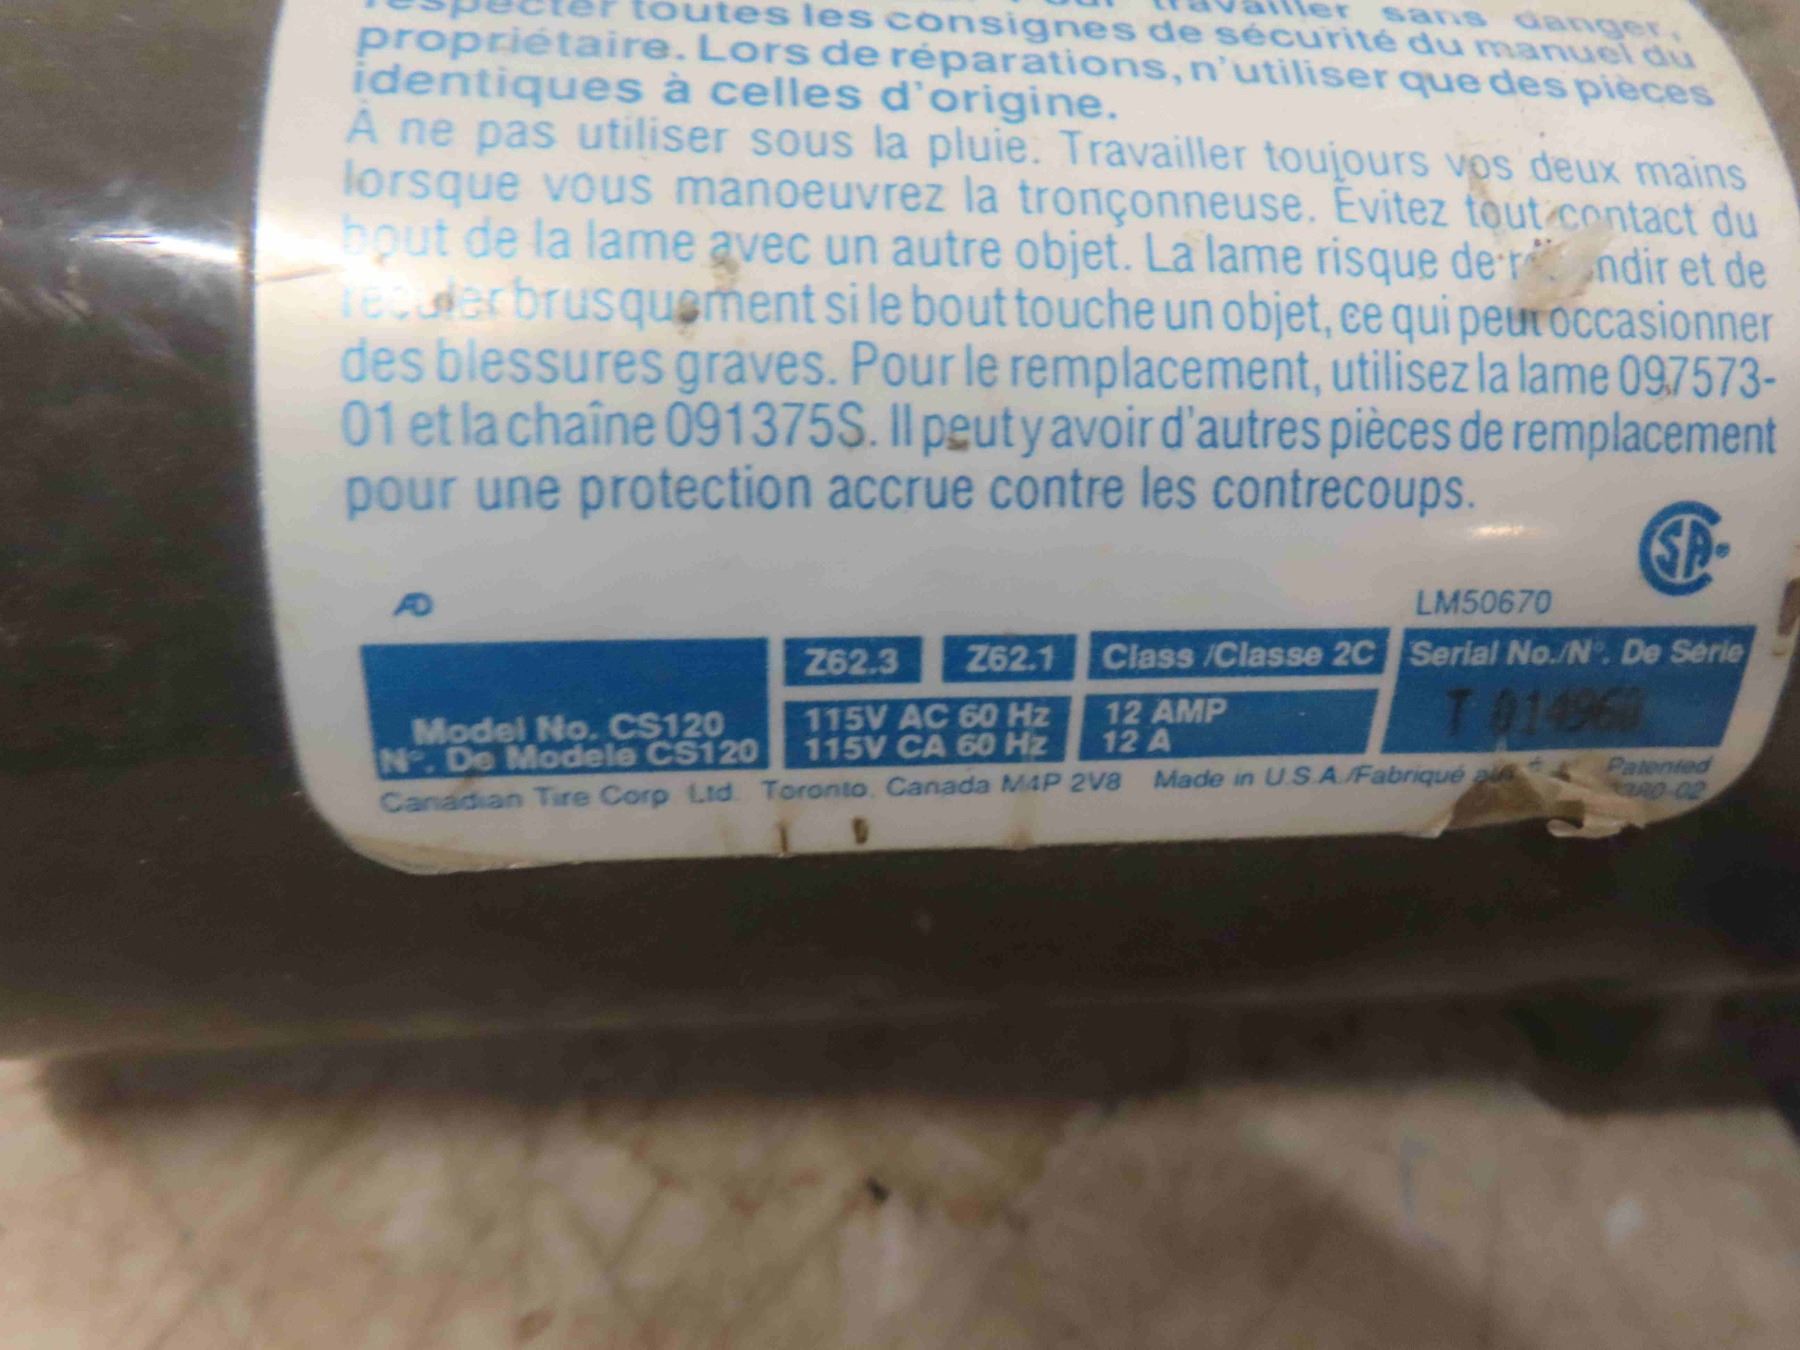 respecter toutes les consignes de sécurité du manuel du
travailler sans danger,
propriétaire. Lors de réparations, n'utiliser que des pièces
identiques à celles d'origine.
À ne pas utiliser sous la pluie. Travailler toujours vos deux mains
lorsque vous manoeuvrez la tronçonneuse. Évitez tout contact du
bout de la lame avec un autre objet. La lame risque de et de
brusquement si le bout touche un objet, ce qui peut occasionner
des blessures graves. Pour le remplacement, utilisez la lame 097573-
01 et la chaîne 091375S. Il peut y avoir d'autres pièces de remplacement
pour une protection accrue contre les contrecoups.
SA
AD
LM50670
Model No. CS120
N°. De Modele CS120
Z62.3
Z62.1
Class /Classe 2C
115V AC 60 Hz
115V CA 60 Hz
12 AMP
12 A
Serial No./N°. De Série
T
Canadian Tire Corp Ltd. Toronto, Canada M4P 2V8 Made in U.S.A./Fabriqué
Patented